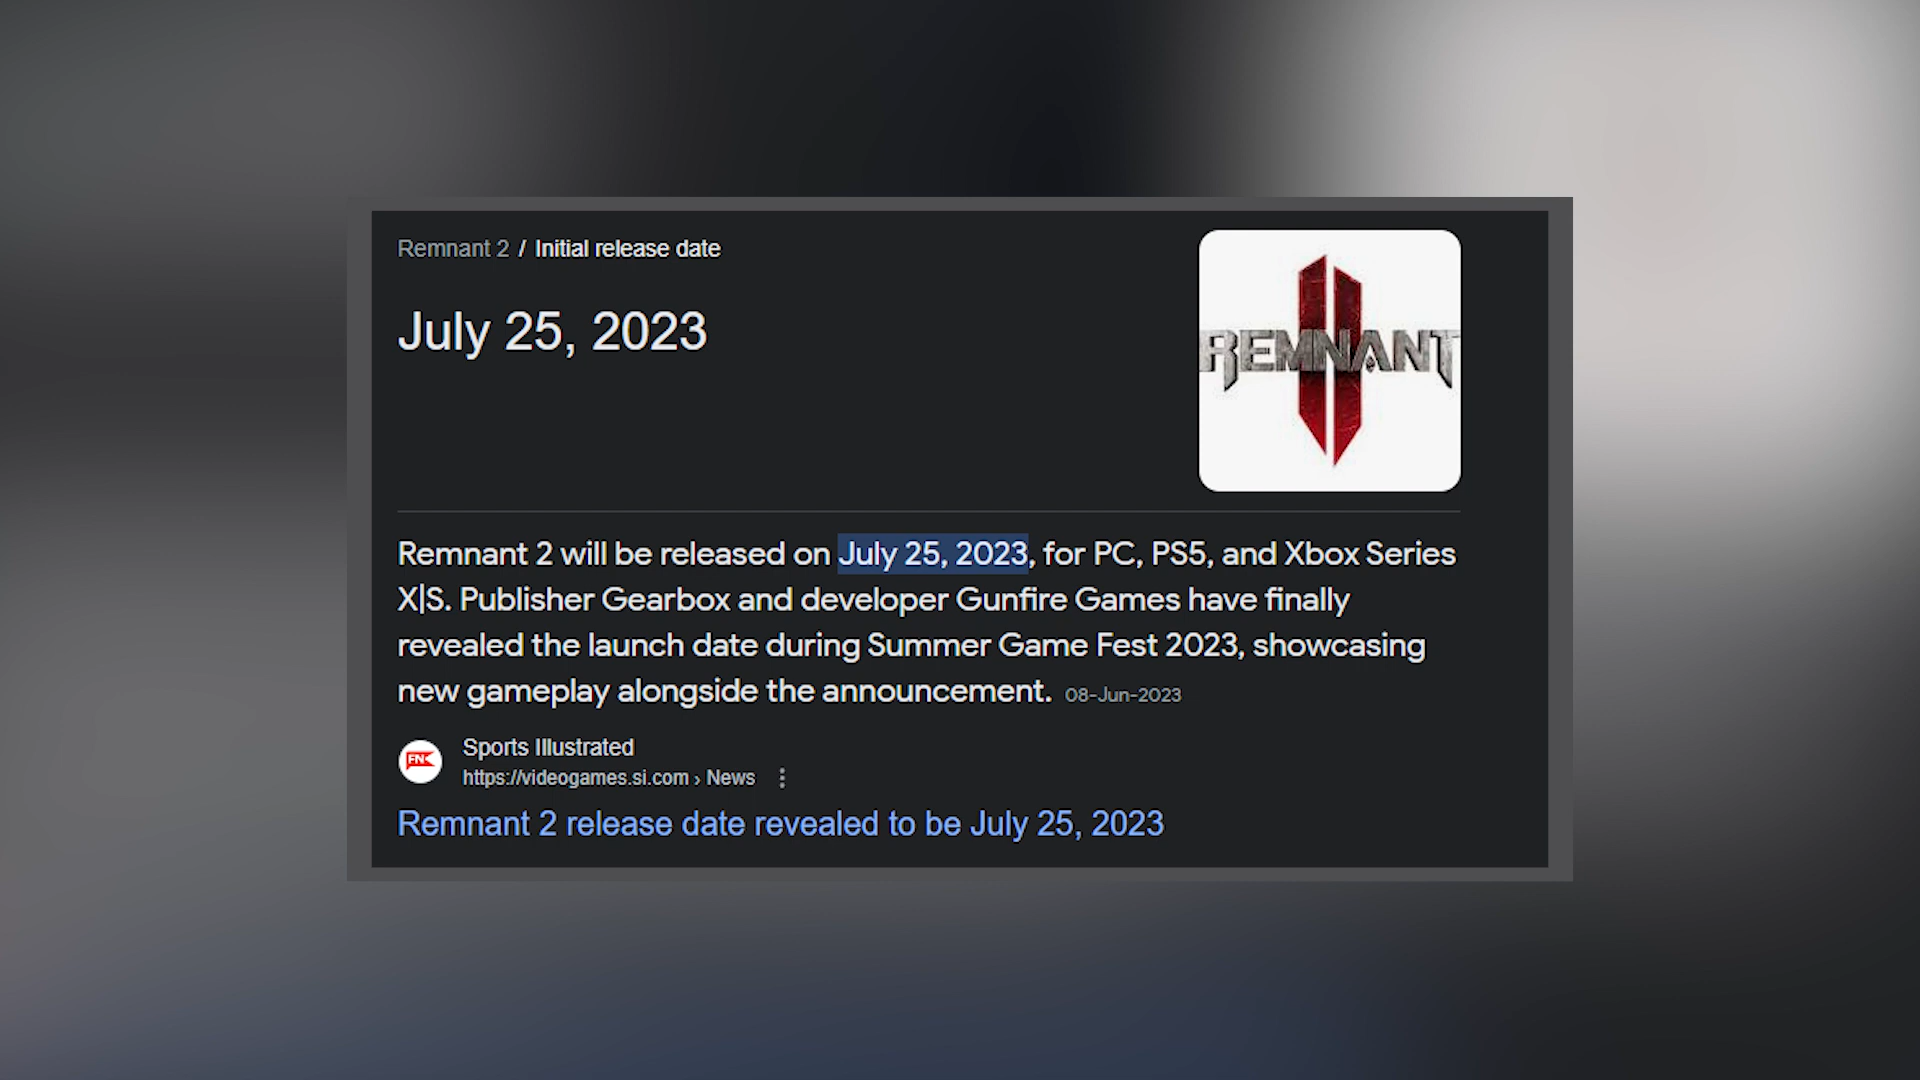 Remnant 2 / Initial release date
July 25, 2023
REMNANT
Remnant 2 will be released on July 25, 2023, for PC, PS5, and Xbox Series
X|S. Publisher Gearbox and developer Gunfire Games have finally
revealed the launch date during Summer Game Fest 2023, showcasing
new gameplay alongside the announcement. 08-Jun-2023
FN
Sports Illustrated
https://videogames.si.com › News
Remnant 2 release date revealed to be July 25, 2023